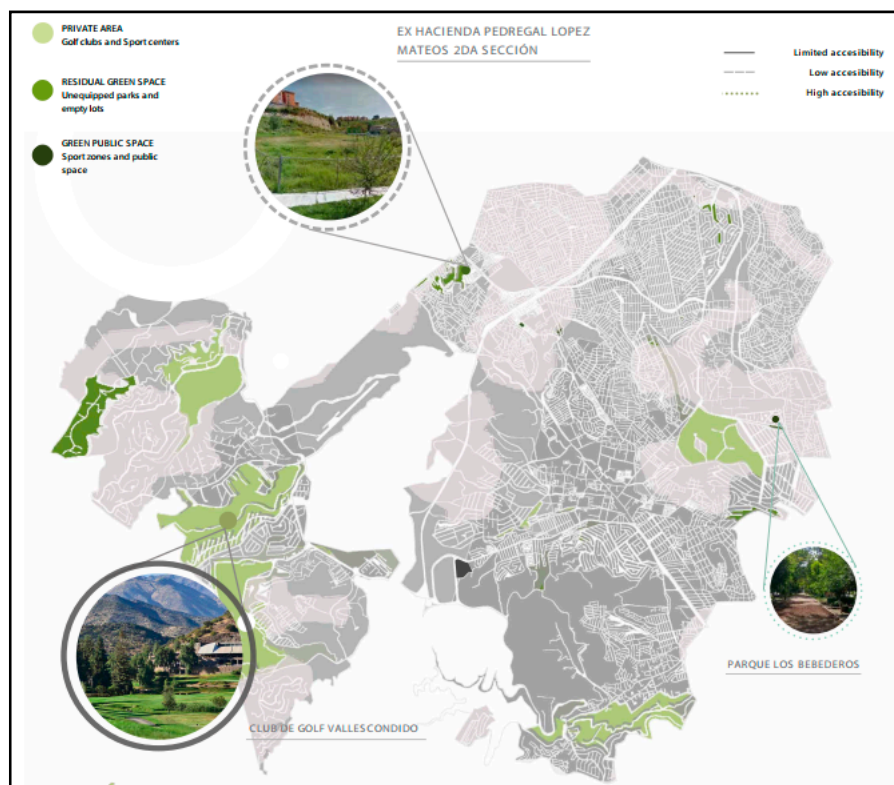 PRIVATE AREA
Golf clubs and Sport centers
RESIDUAL GREEN SPACE
Unequipped parks and
empty lots
GREEN PUBLIC SPACE
Sport zones and public
space
EX HACIENDA PEDREGAL LOPEZ
MATEOS 2DA SECCIÓN
Limited accesibility
Low accesibility
High accesibility
PARQUE LOS BEBEDEROS
CLUB DE GOLF VALLESCONDIDO